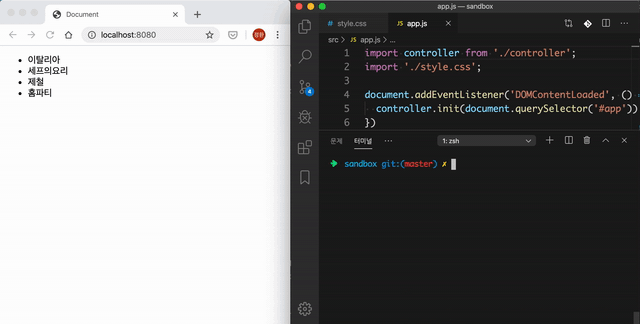 Document
localhost:8080
정환
이탈리아
세프의요리
제철
홈파티
app.js — sandbox
style.css
JS app.js
src > JS app.js > ...
1 import controller from './controller';
2 import './style.css';
3
4 document.addEventListener('DOMContentLoaded', ()
5 controller.init(document.querySelector('#app'))
6 })
4
문제
터미널
1: zsh
sandbox git:(master) ✗